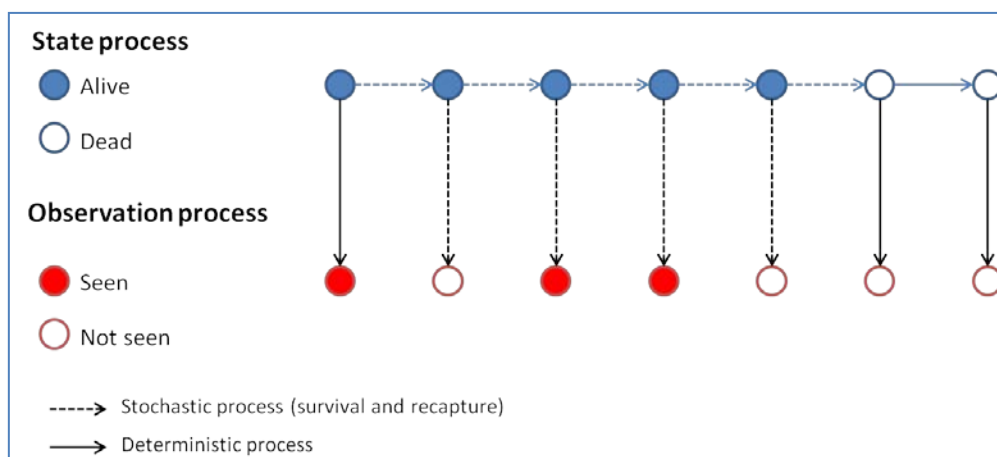 State process
Alive
Dead
Observation process
Seen
Not seen
Stochastic process (survival and recapture)
Deterministic process